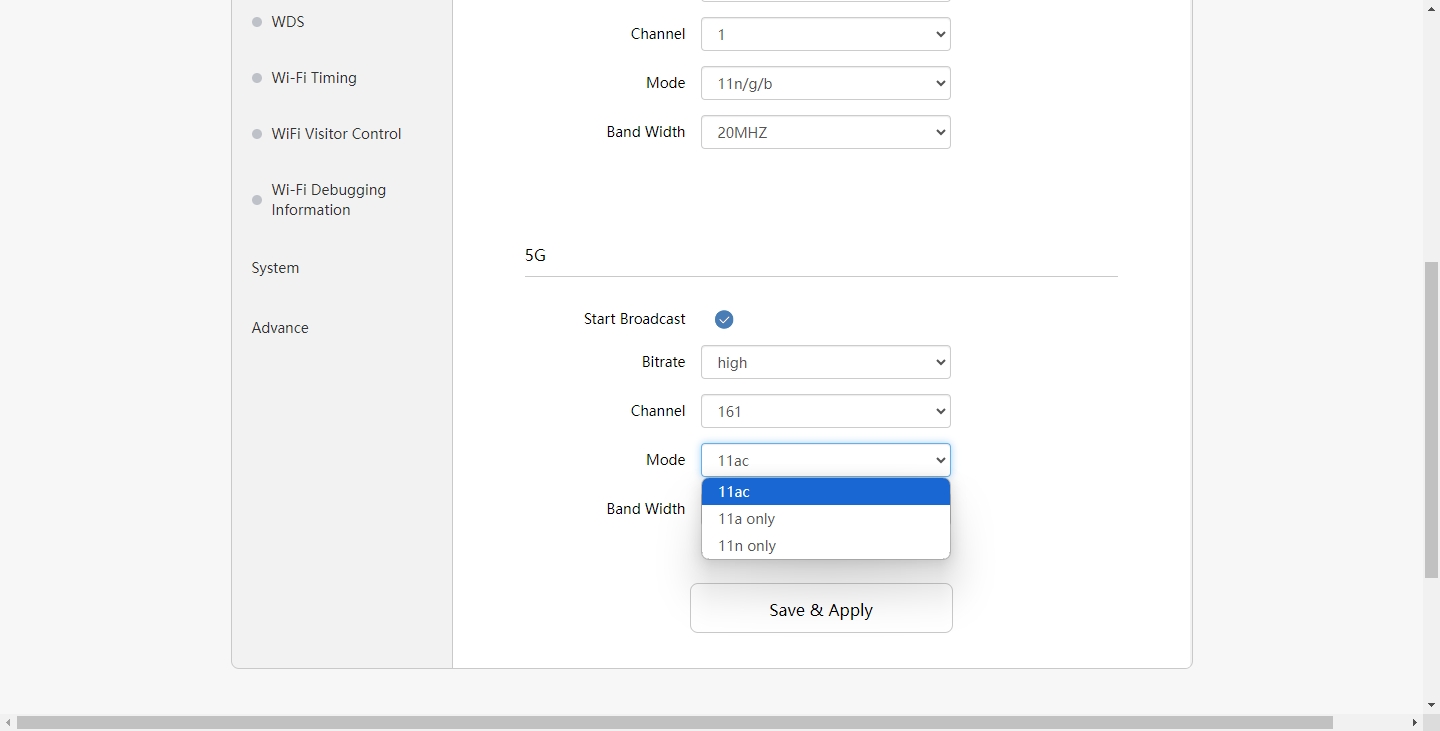 WDS
Wi-Fi Timing
WiFi Visitor Control
Wi-Fi Debugging
Information
System
Advance
Channel 1
Mode 11n/g/b
Band Width 20MHZ
5G
Start Broadcast
Bitrate high
Channel 161
Mode 11ac
11ac
11a only
11n only
Band Width
Save & Apply